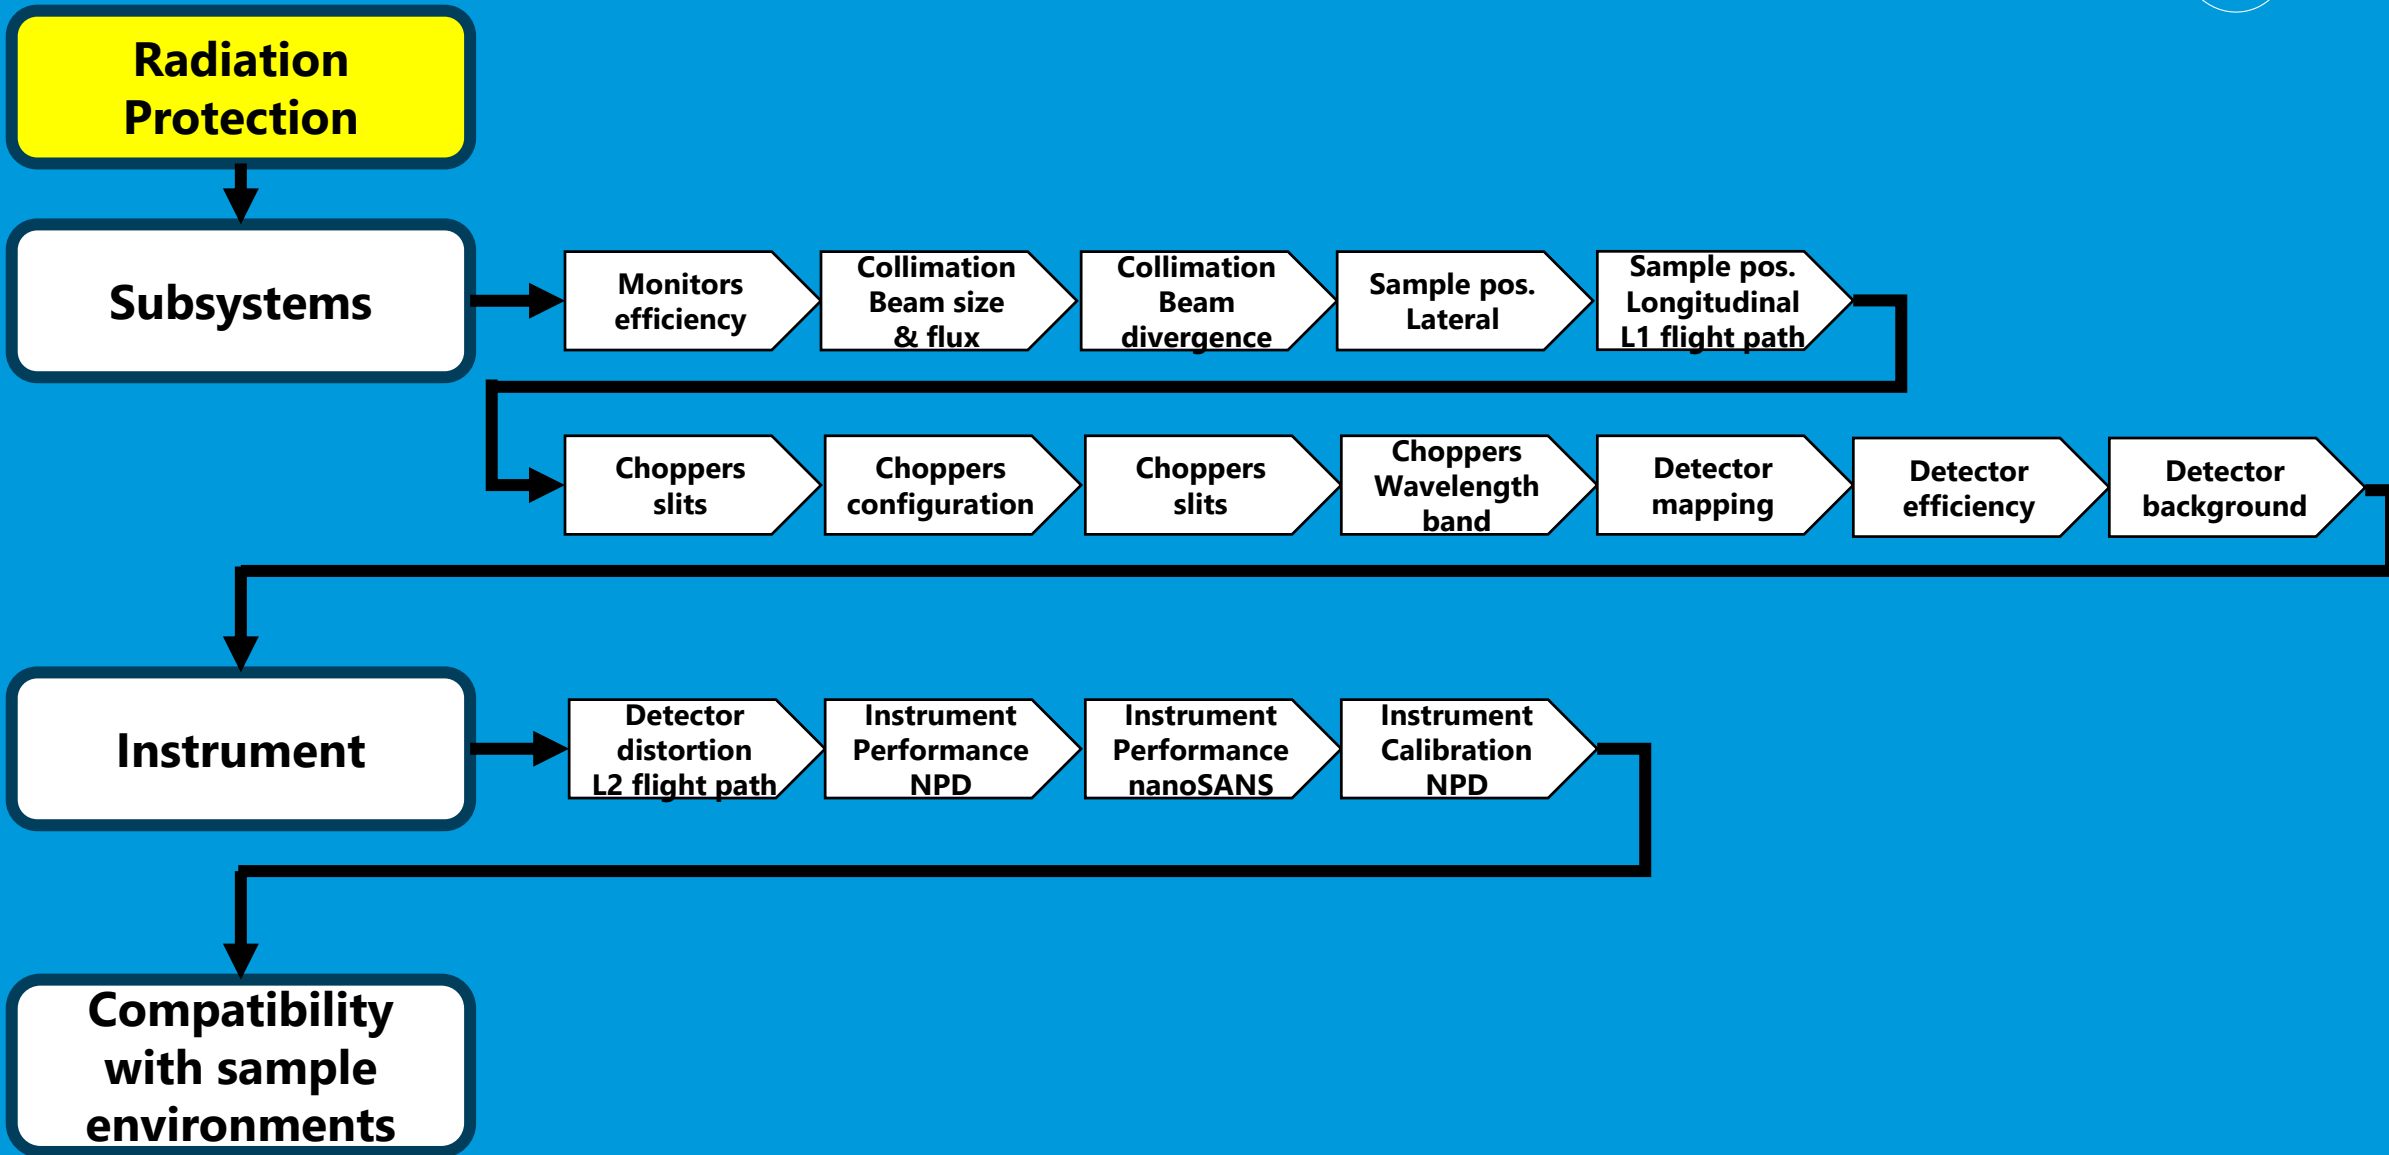 Radiation
Protection
Subsystems
Monitors
efficiency
Collimation
Beam size
& flux
Collimation
Beam
divergence
Sample pos.
Lateral
Sample pos.
Longitudinal
L1 flight path
Choppers
slits
Choppers
configuration
Choppers
slits
Choppers
Wavelength
band
Detector
mapping
Detector
efficiency
Detector
background
Instrument
Detector
distortion
L2 flight path
Instrument
Performance
NPD
Instrument
Performance
nanoSANS
Instrument
Calibration
NPD
Compatibility
with sample
environments